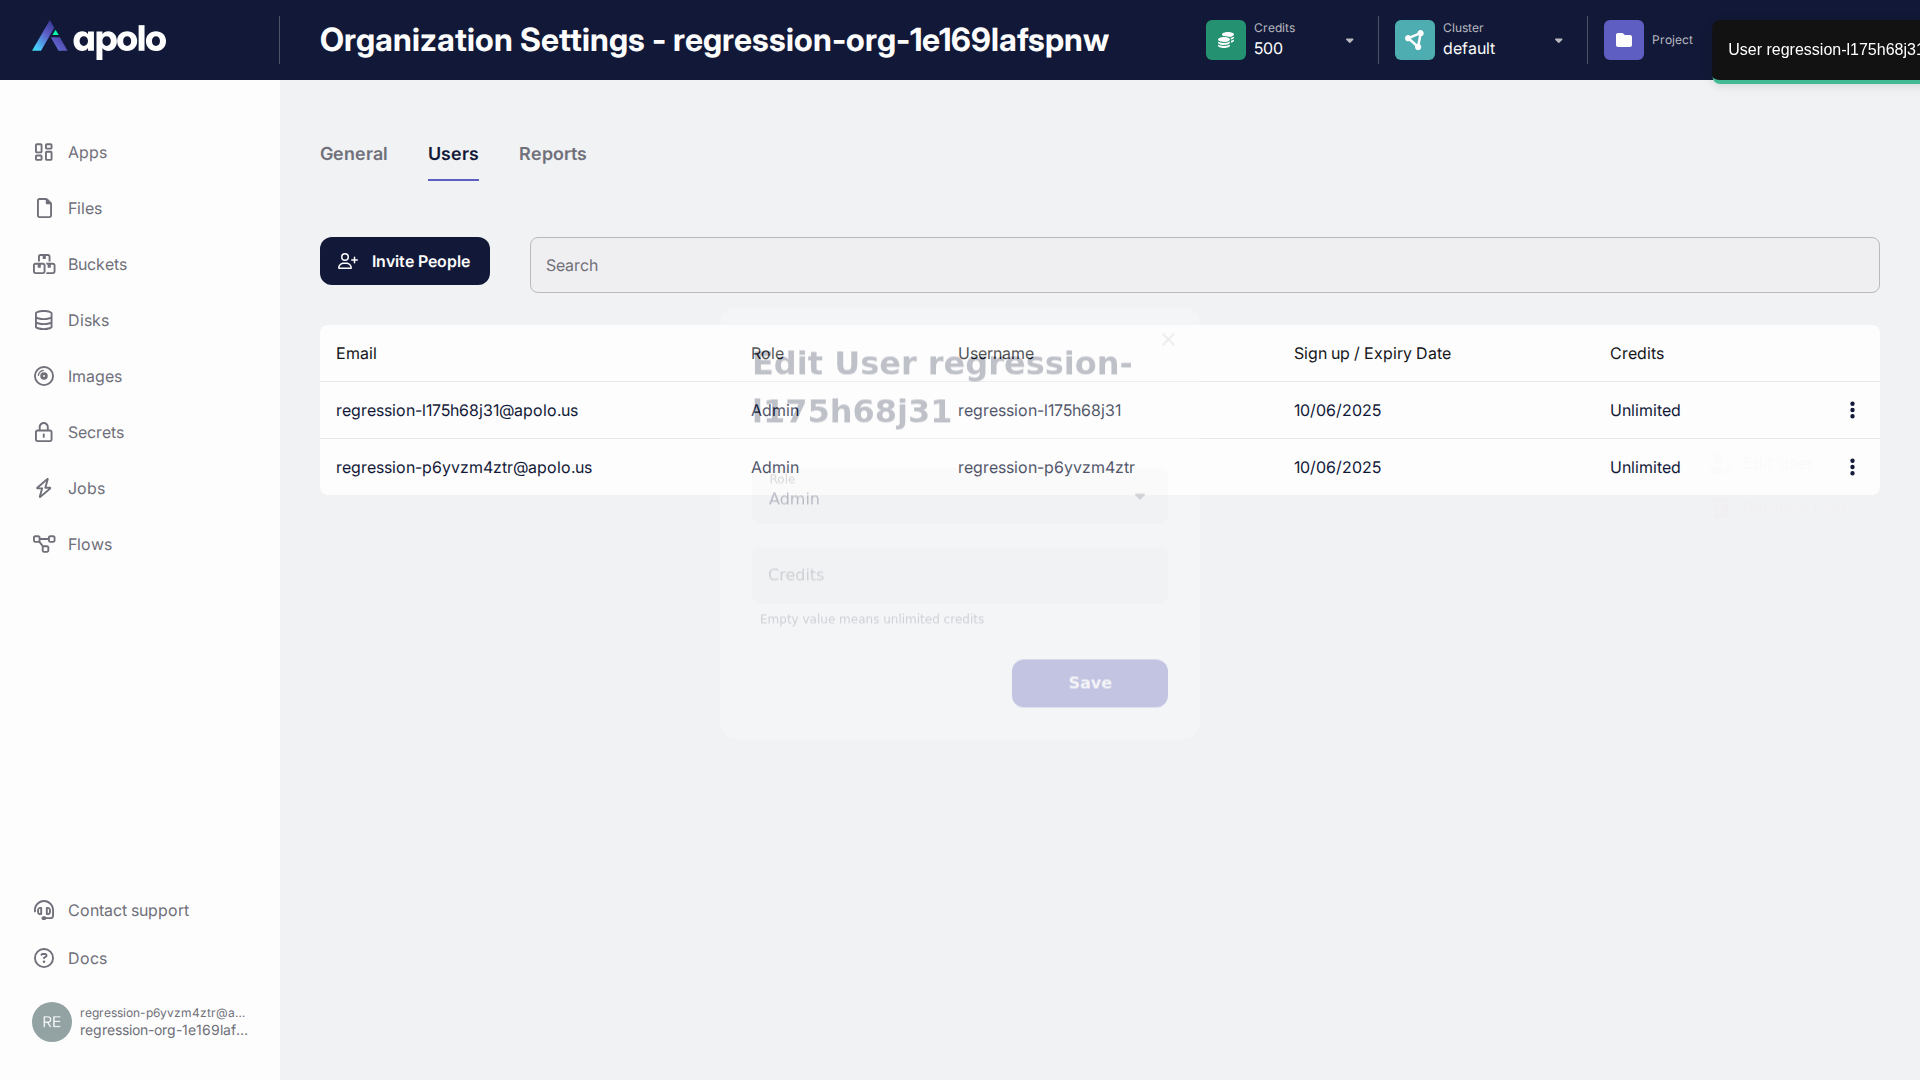 apolo
Organization Settings - regression-org-1e169lafspnw
Credits
500
Cluster
default
Project
User regression-l175h68j31
Apps
Files
Buckets
Disks
Images
Secrets
Jobs
Flows
Contact support
Docs
RE
regression-p6yvzm4ztr@a...
regression-org-1e169laf...
General Users Reports
Invite People
Search
Email Role Username Sign up / Expiry Date Credits
regression-l175h68j31@apolo.us Admin regression-l175h68j31 10/06/2025 Unlimited
regression-p6yvzm4ztr@apolo.us Admin regression-p6yvzm4ztr 10/06/2025 Unlimited
Edit User regression-
l175h68j31
Role
Admin
Credits
Empty value means unlimited credits
Save